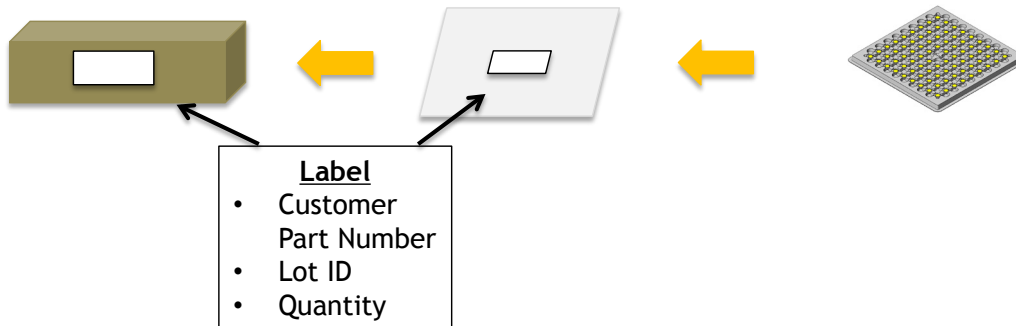 Label
• Customer
Part Number
• Lot ID
• Quantity